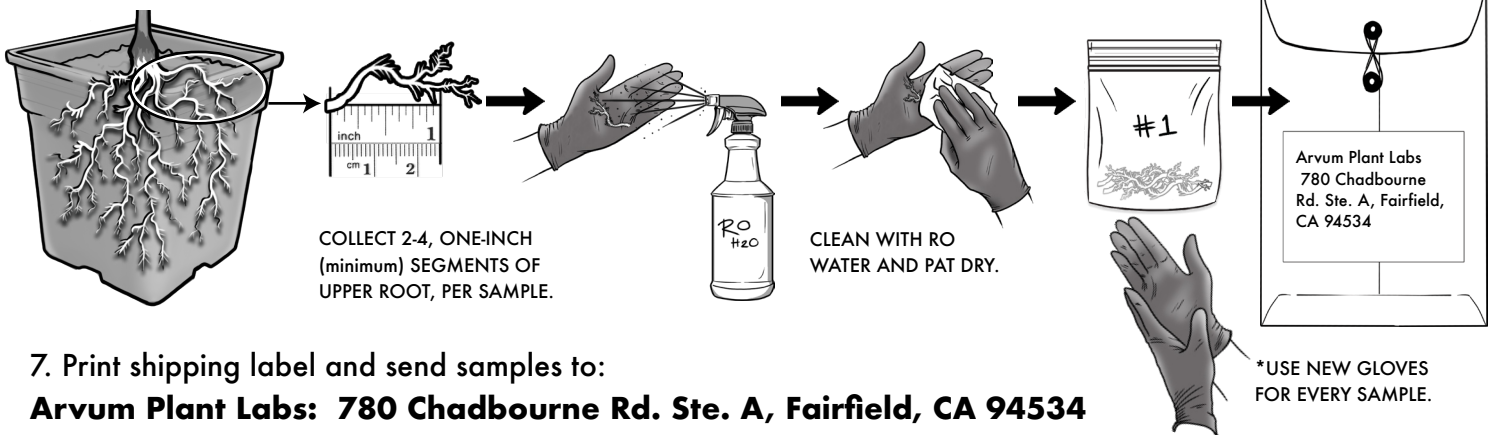 inch 1
cm 1 2
COLLECT 2-4, ONE-INCH
(minimum) SEGMENTS OF
UPPER ROOT, PER SAMPLE.
RO
H2O
CLEAN WITH RO
WATER AND PAT DRY.
#1
Arvum Plant Labs
780 Chadbourne
Rd. Ste. A, Fairfield,
CA 94534
*USE NEW GLOVES
FOR EVERY SAMPLE.
7. Print shipping label and send samples to:
Arvum Plant Labs: 780 Chadbourne Rd. Ste. A, Fairfield, CA 94534